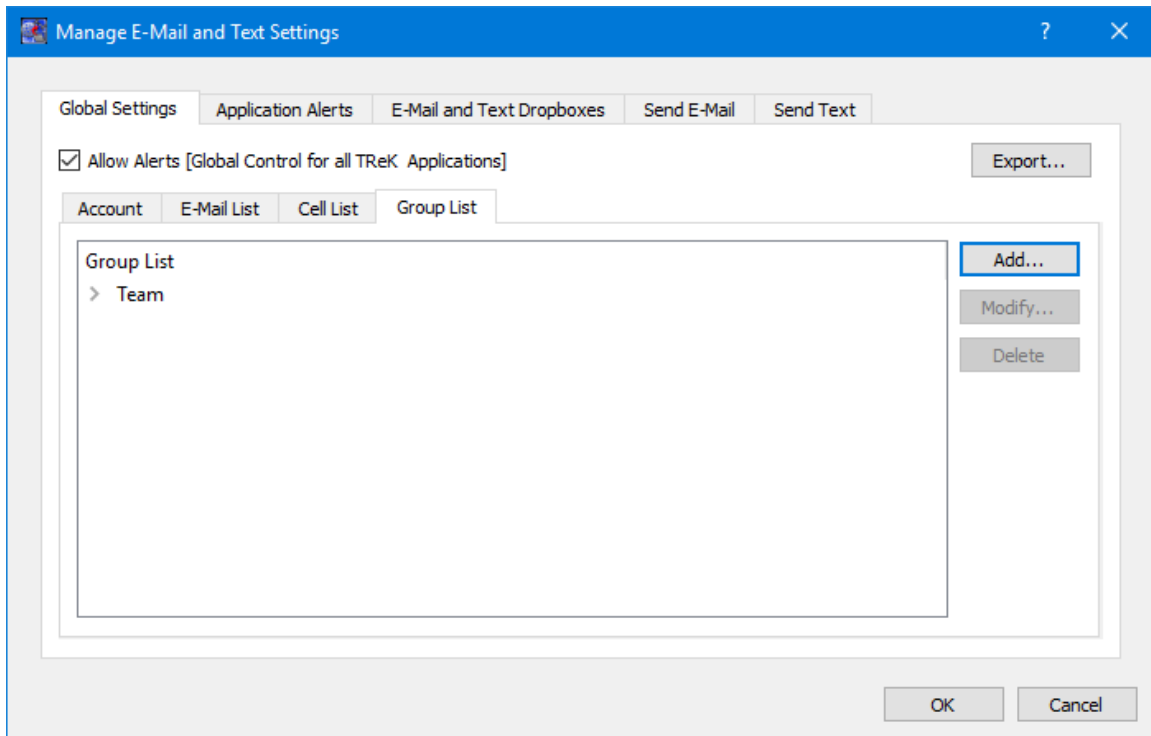 Manage E-Mail and Text Settings ?
Global Settings Application Alerts E-Mail and Text Dropboxes Send E-Mail Send Text
Allow Alerts [Global Control for all TReK Applications] Export...
Account E-Mail List Cell List Group List
Group List Add...
Team
Modify...
Delete
OK Cancel